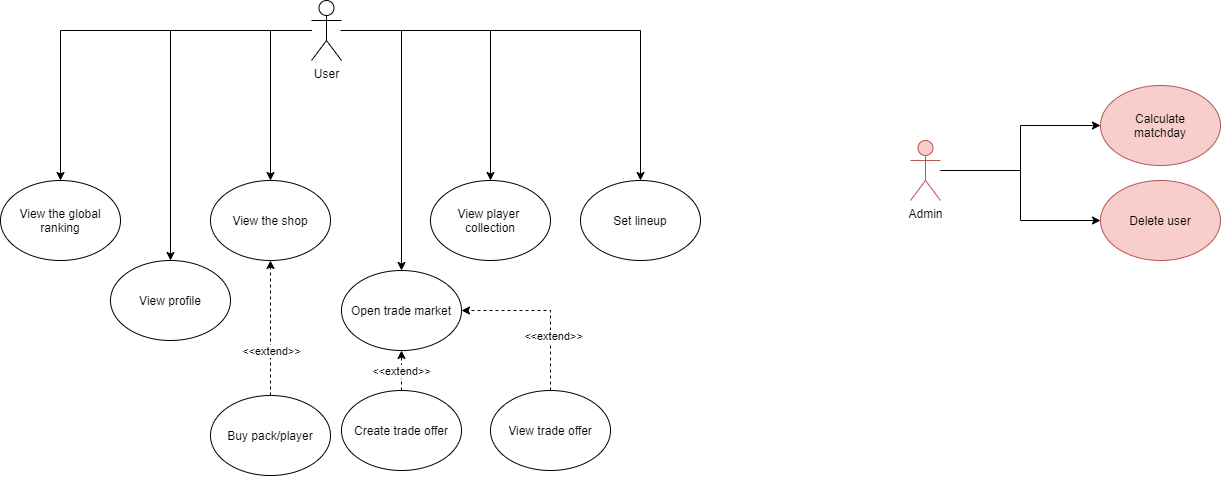 User
Calculate
matchday
Admin
View the global
ranking
View the shop
View player
collection
Set lineup
Delete user
View profile
Open trade market
<<extend>>
<<extend>>
<<extend>>
Buy pack/player
Create trade offer
View trade offer